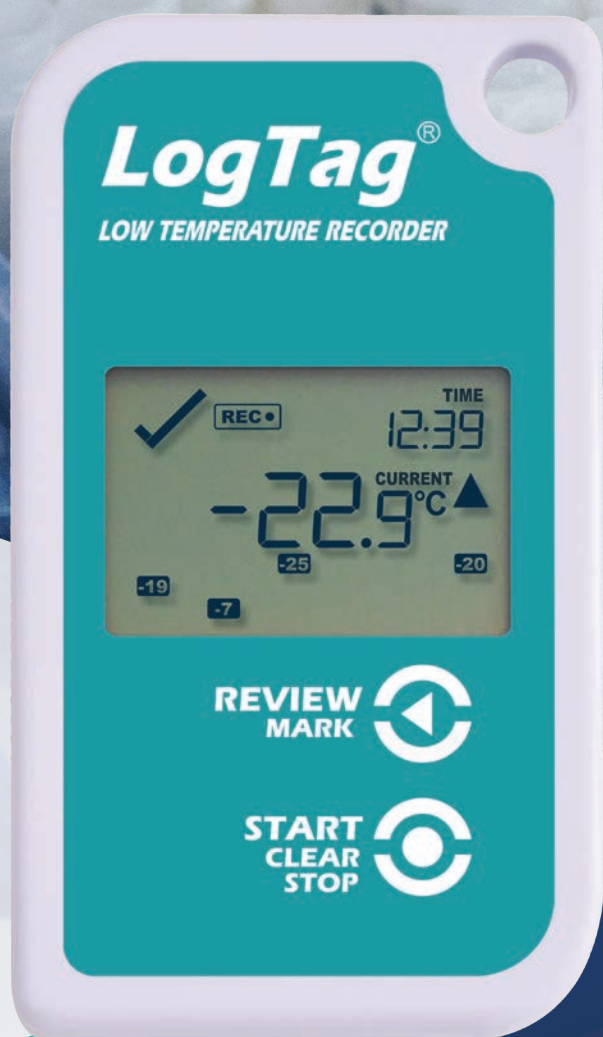 LogTag®
LOW TEMPERATURE RECORDER
TIME
REC●
12:39
CURRENT
-22.9°C
-25
-20
-19
-7
REVIEW
MARK
START
CLEAR
STOP